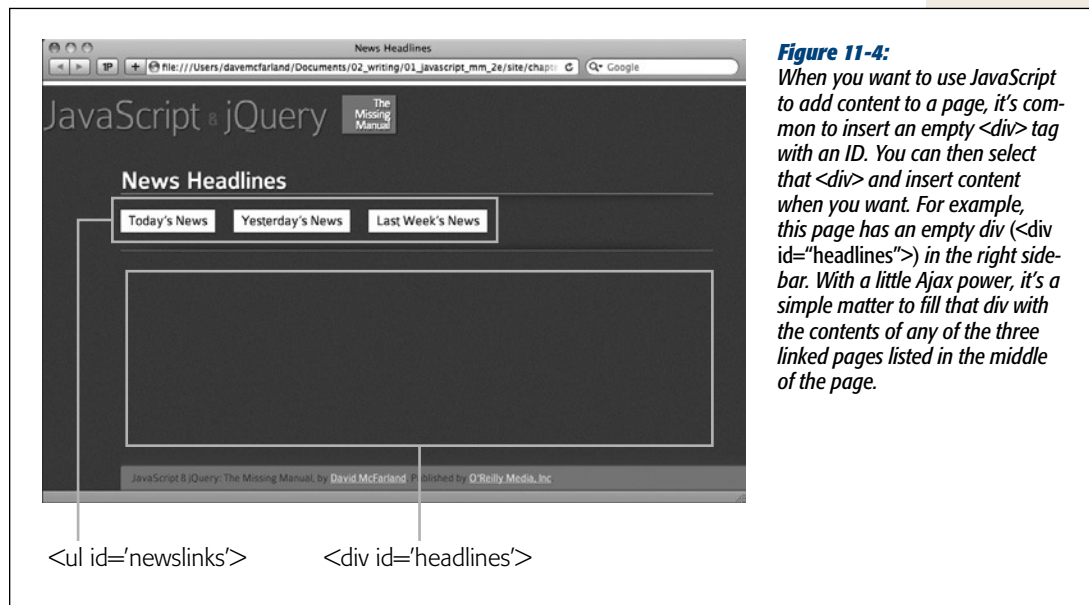 News Headlines
1P + file:///Users/davemcfarland/Documents/02_writing/01_javascript_mm_2e/site/chapt Google
JavaScript & jQuery
The
Missing
Manual
News Headlines
Today's News Yesterday's News Last Week's News
JavaScript & jQuery: The Missing Manual, by David McFarland. Published by O'Reilly Media, Inc.
<ul id='newslinks'> <div id='headlines'>
Figure 11-4:
When you want to use JavaScript
to add content to a page, it's com-
mon to insert an empty <div> tag
with an ID. You can then select
that <div> and insert content
when you want. For example,
this page has an empty div (<div
id="headlines">) in the right side-
bar. With a little Ajax power, it's a
simple matter to fill that div with
the contents of any of the three
linked pages listed in the middle
of the page.